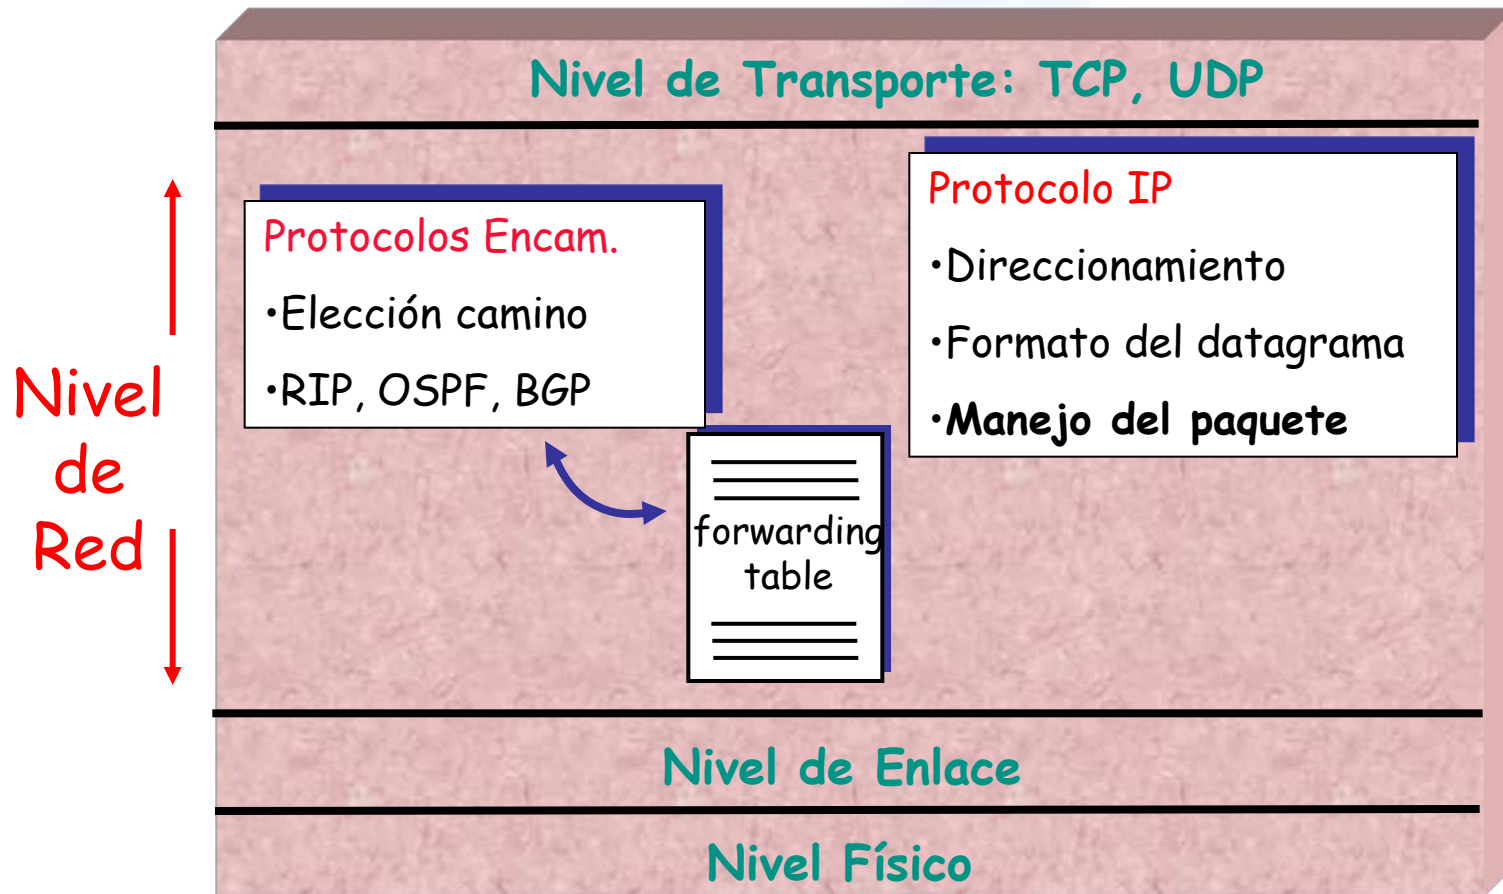 Nivel de Transporte: TCP, UDP
Nivel
de
Red
Protocolos Encam.
•Elección camino
•RIP, OSPF, BGP
Protocolo IP
•Direccionamiento
•Formato del datagrama
•Manejo del paquete
forwarding
table
Nivel de Enlace
Nivel Físico